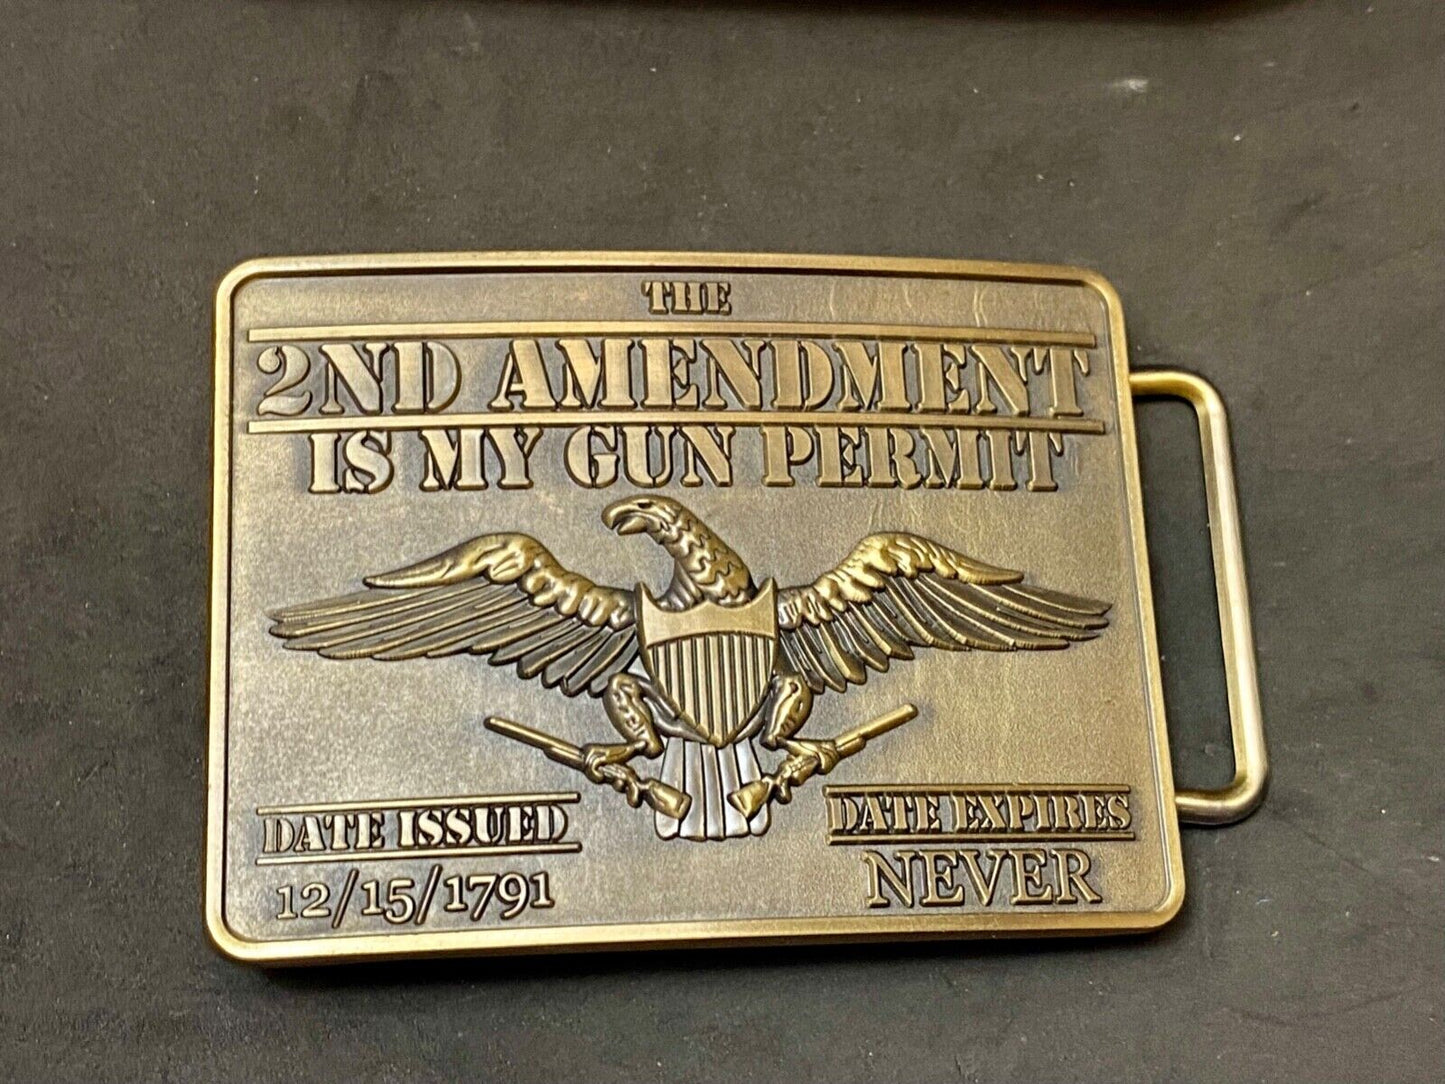 THE
2ND AMENDMENT
IS MY GUN PERMIT
DATE ISSUED
12/15/1791
DATE EXPIRES
NEVER